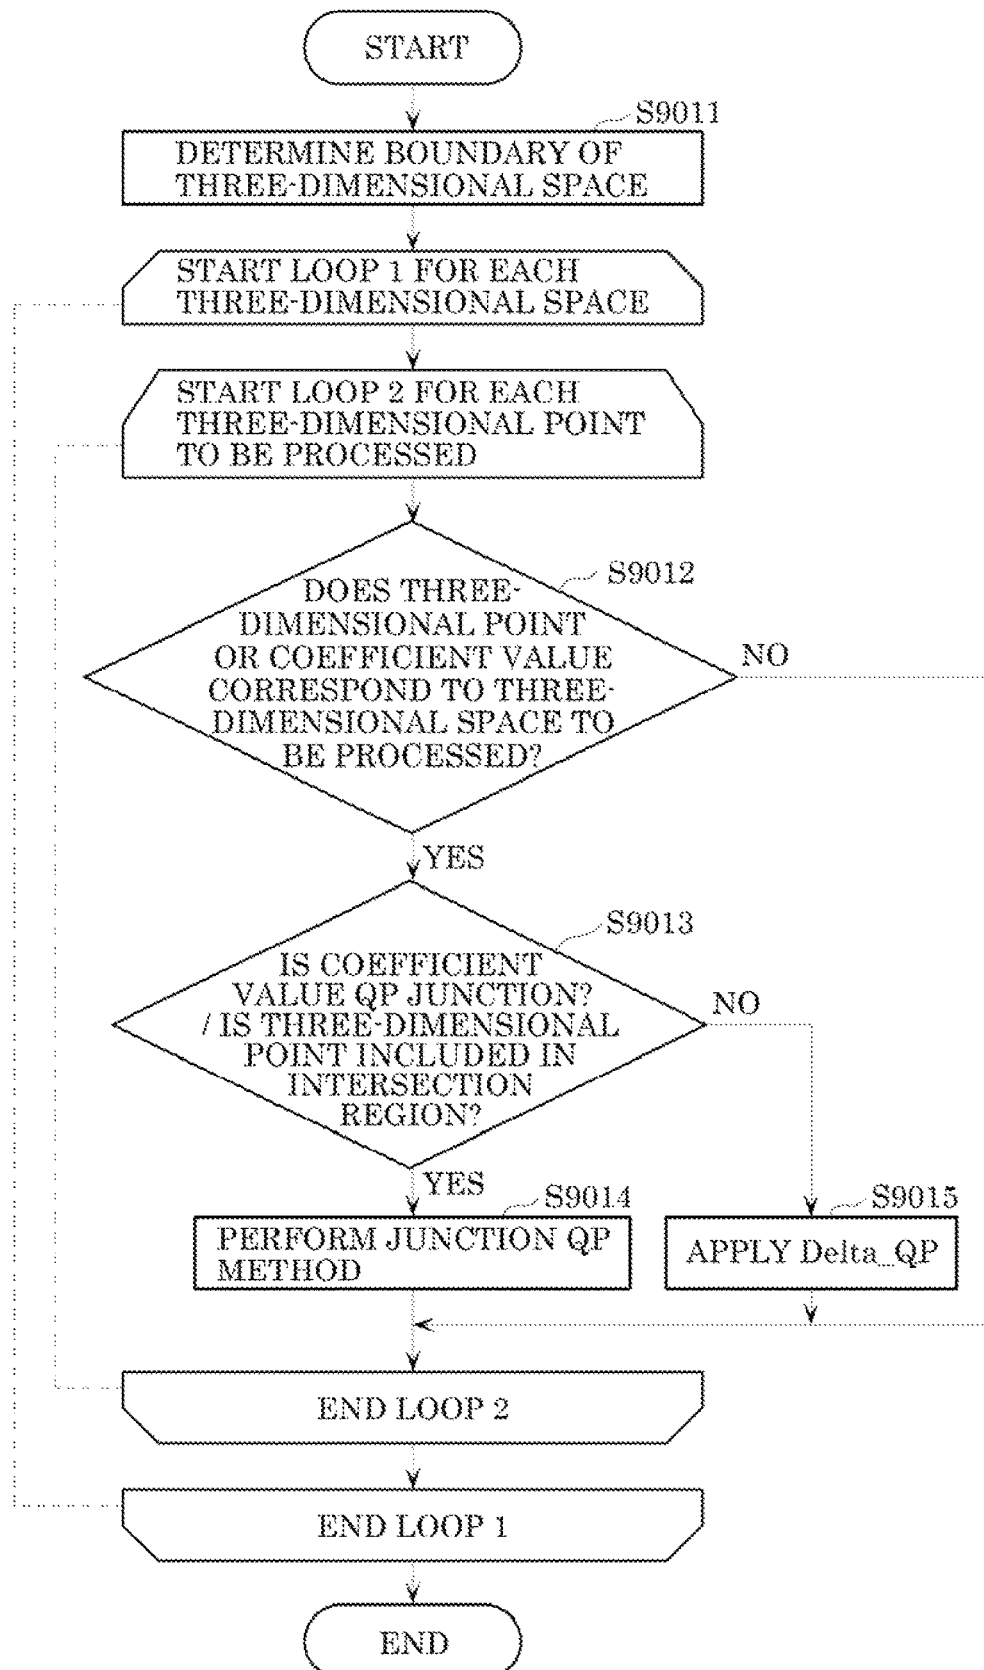 START
S9011
DETERMINE BOUNDARY OF
THREE-DIMENSIONAL SPACE
START LOOP 1 FOR EACH
THREE-DIMENSIONAL SPACE
START LOOP 2 FOR EACH
THREE-DIMENSIONAL POINT
TO BE PROCESSED
S9012
DOES THREE-
DIMENSIONAL POINT
OR COEFFICIENT VALUE
CORRESPOND TO THREE-
DIMENSIONAL SPACE TO
BE PROCESSED?
NO
YES
S9013
IS COEFFICIENT
VALUE QP JUNCTION?
/ IS THREE-DIMENSIONAL
POINT INCLUDED IN
INTERSECTION
REGION?
NO
YES
S9014
PERFORM JUNCTION QP
METHOD
S9015
APPLY Delta_QP
END LOOP 2
END LOOP 1
END